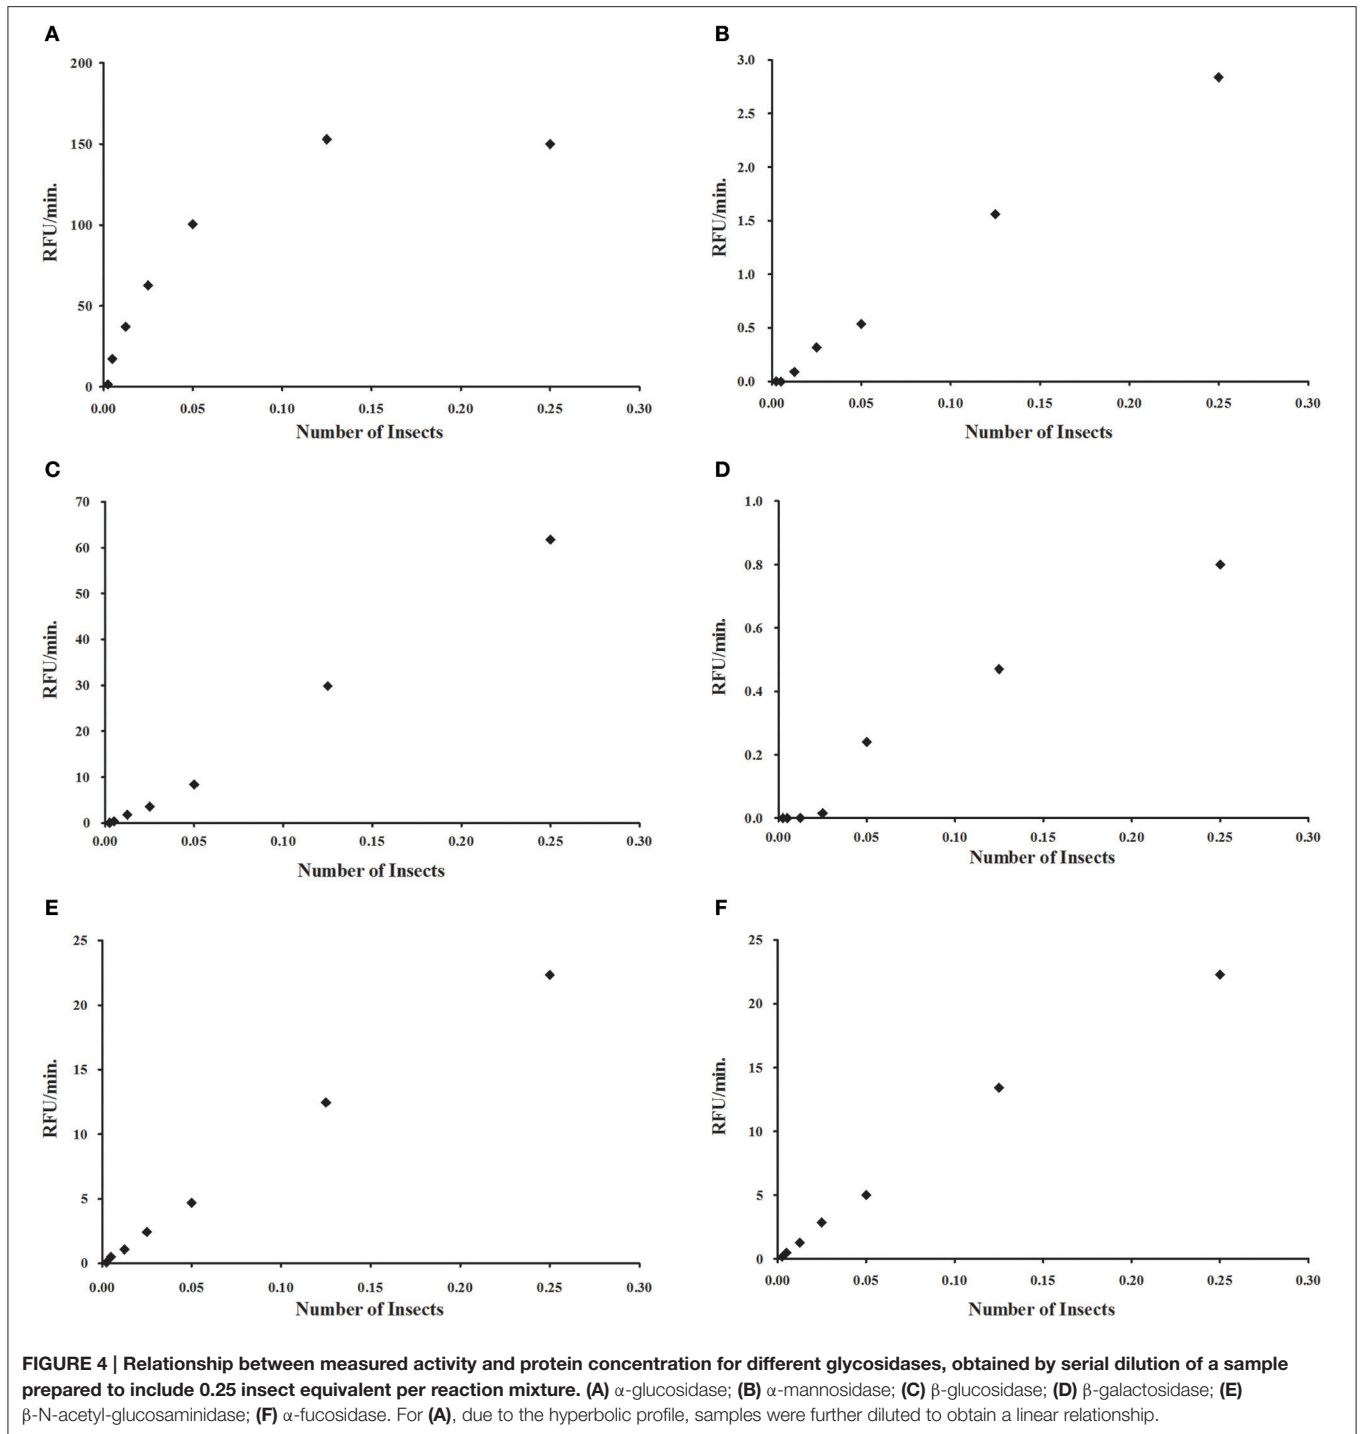 A
200
150
100
50
0
RFU/min.
0.00 0.05 0.10 0.15 0.20 0.25 0.30
Number of Insects
B
3.0
2.5
2.0
1.5
1.0
0.5
0.0
RFU/min.
0.00 0.05 0.10 0.15 0.20 0.25 0.30
Number of Insects
C
70
60
50
40
30
20
10
0
RFU/min.
0.00 0.05 0.10 0.15 0.20 0.25 0.30
Number of Insects
D
1.0
0.8
0.6
0.4
0.2
0.0
RFU/min.
0.00 0.05 0.10 0.15 0.20 0.25 0.30
Number of Insects
E
25
20
15
10
5
0
RFU/min.
0.00 0.05 0.10 0.15 0.20 0.25 0.30
Number of Insects
F
25
20
15
10
5
0
RFU/min.
0.00 0.05 0.10 0.15 0.20 0.25 0.30
Number of Insects
FIGURE 4 | Relationship between measured activity and protein concentration for different glycosidases, obtained by serial dilution of a sample
prepared to include 0.25 insect equivalent per reaction mixture. (A) α-glucosidase; (B) α-mannosidase; (C) β-glucosidase; (D) β-galactosidase; (E)
β-N-acetyl-glucosaminidase; (F) α-fucosidase. For (A), due to the hyperbolic profile, samples were further diluted to obtain a linear relationship.